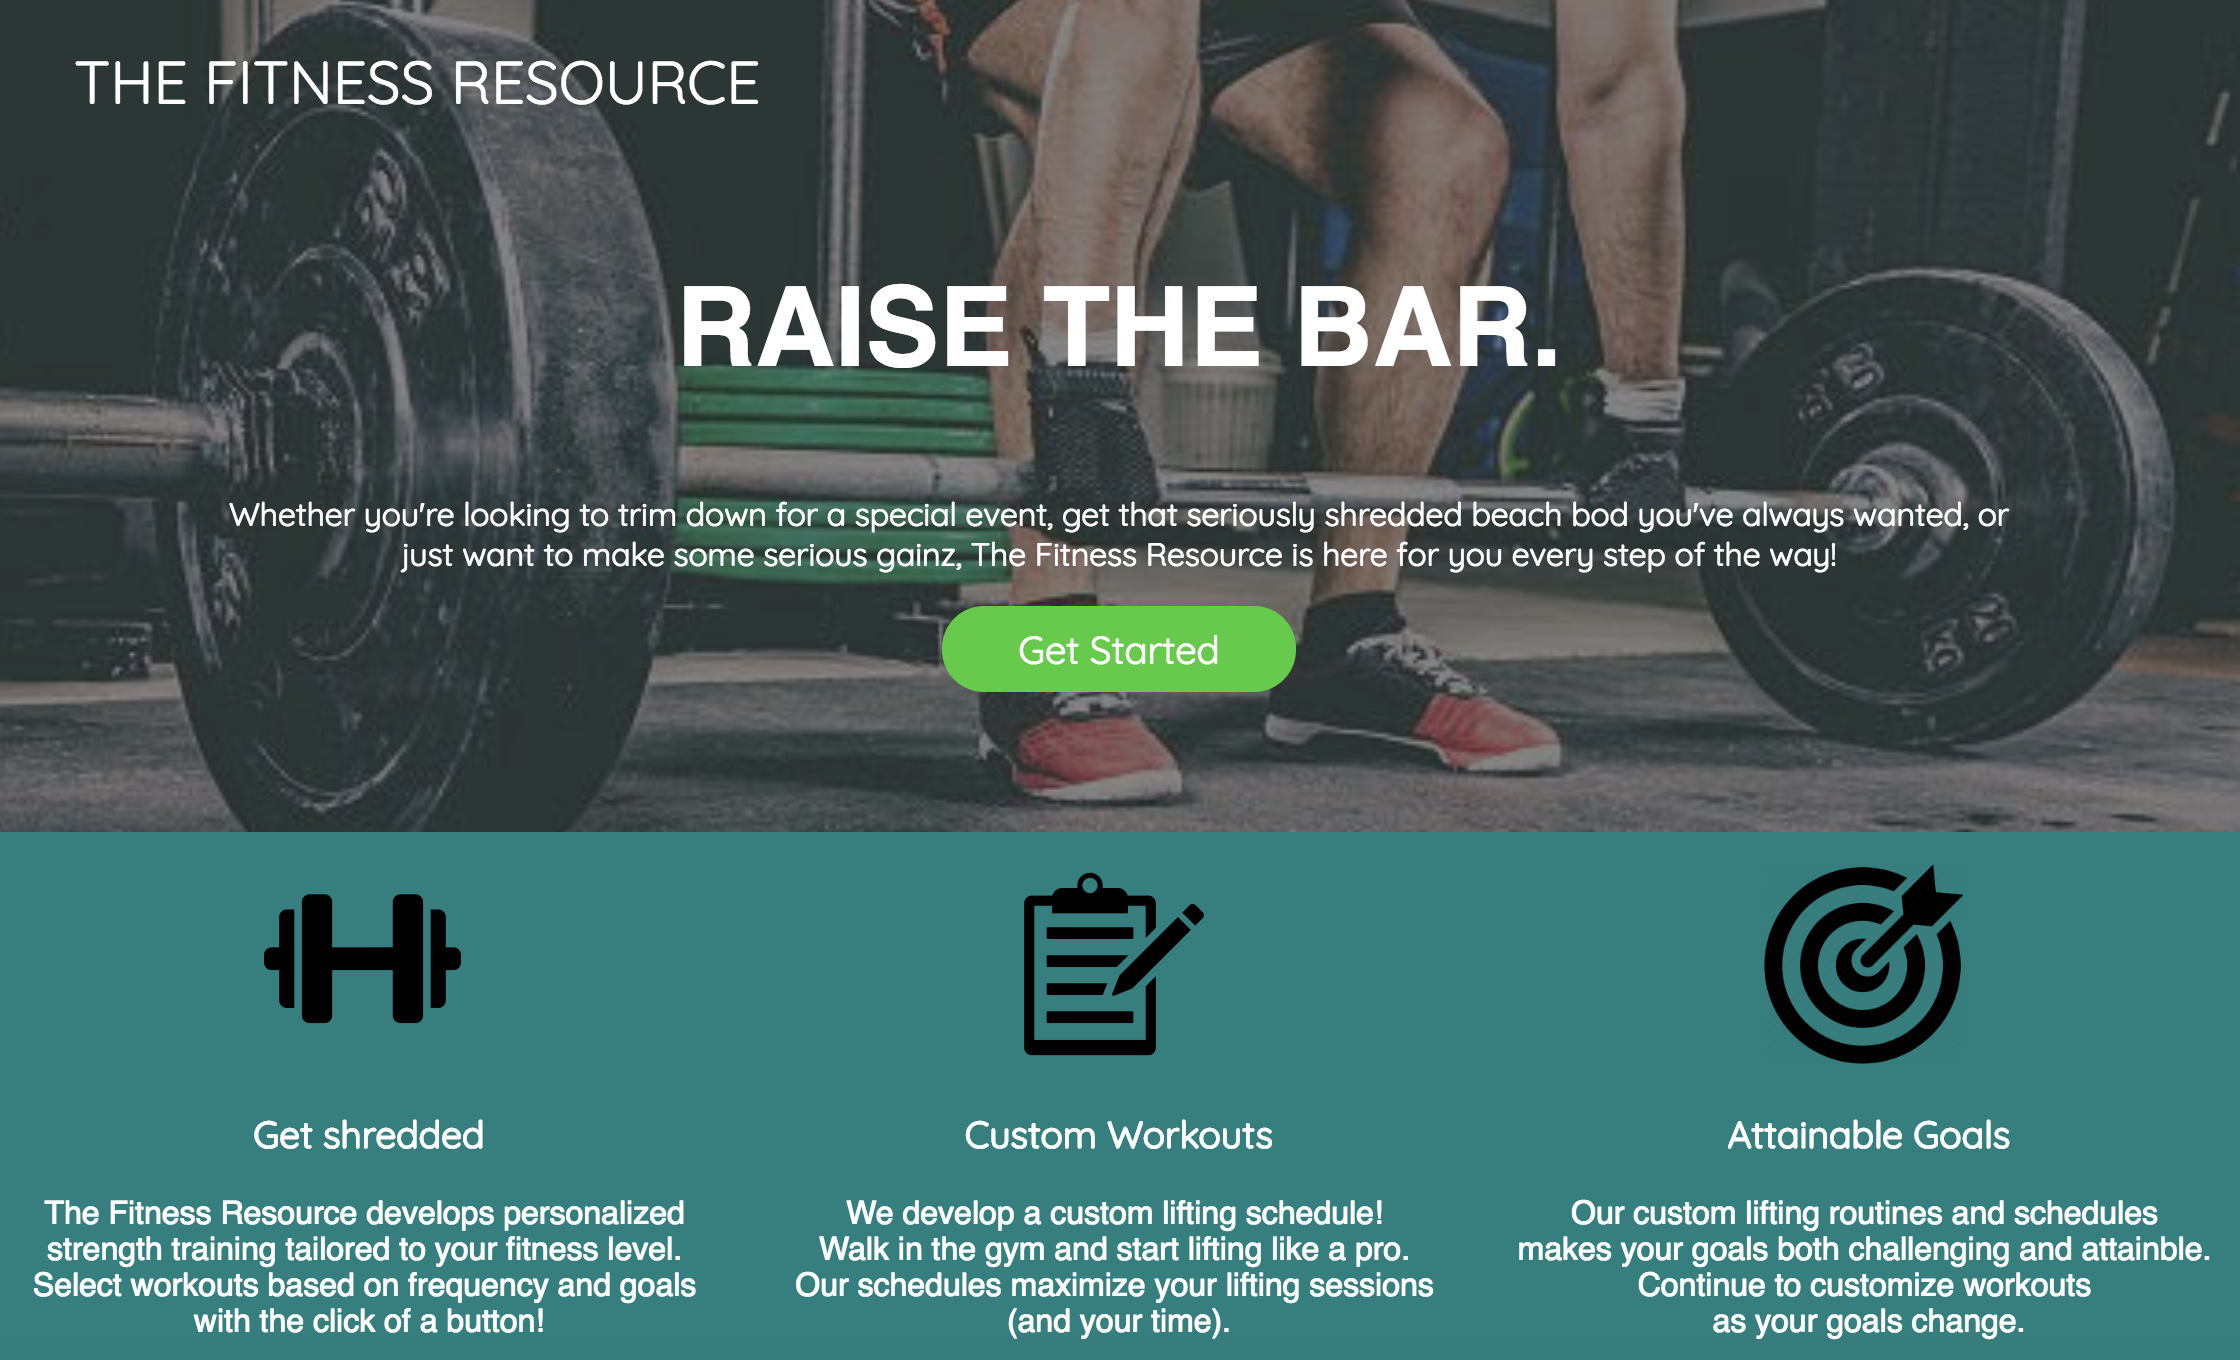 THE FITNESS RESOURCE
RAISE THE BAR.
Whether you're looking to trim down for a special event, get that seriously shredded beach bod you've always wanted, or
just want to make some serious gainz, The Fitness Resource is here for you every step of the way!
Get Started
Get shredded
The Fitness Resource develops personalized
strength training tailored to your fitness level.
Select workouts based on frequency and goals
with the click of a button!
Custom Workouts
We develop a custom lifting schedule!
Walk in the gym and start lifting like a pro.
Our schedules maximize your lifting sessions
(and your time).
Attainable Goals
Our custom lifting routines and schedules
makes your goals both challenging and attainble.
Continue to customize workouts
as your goals change.